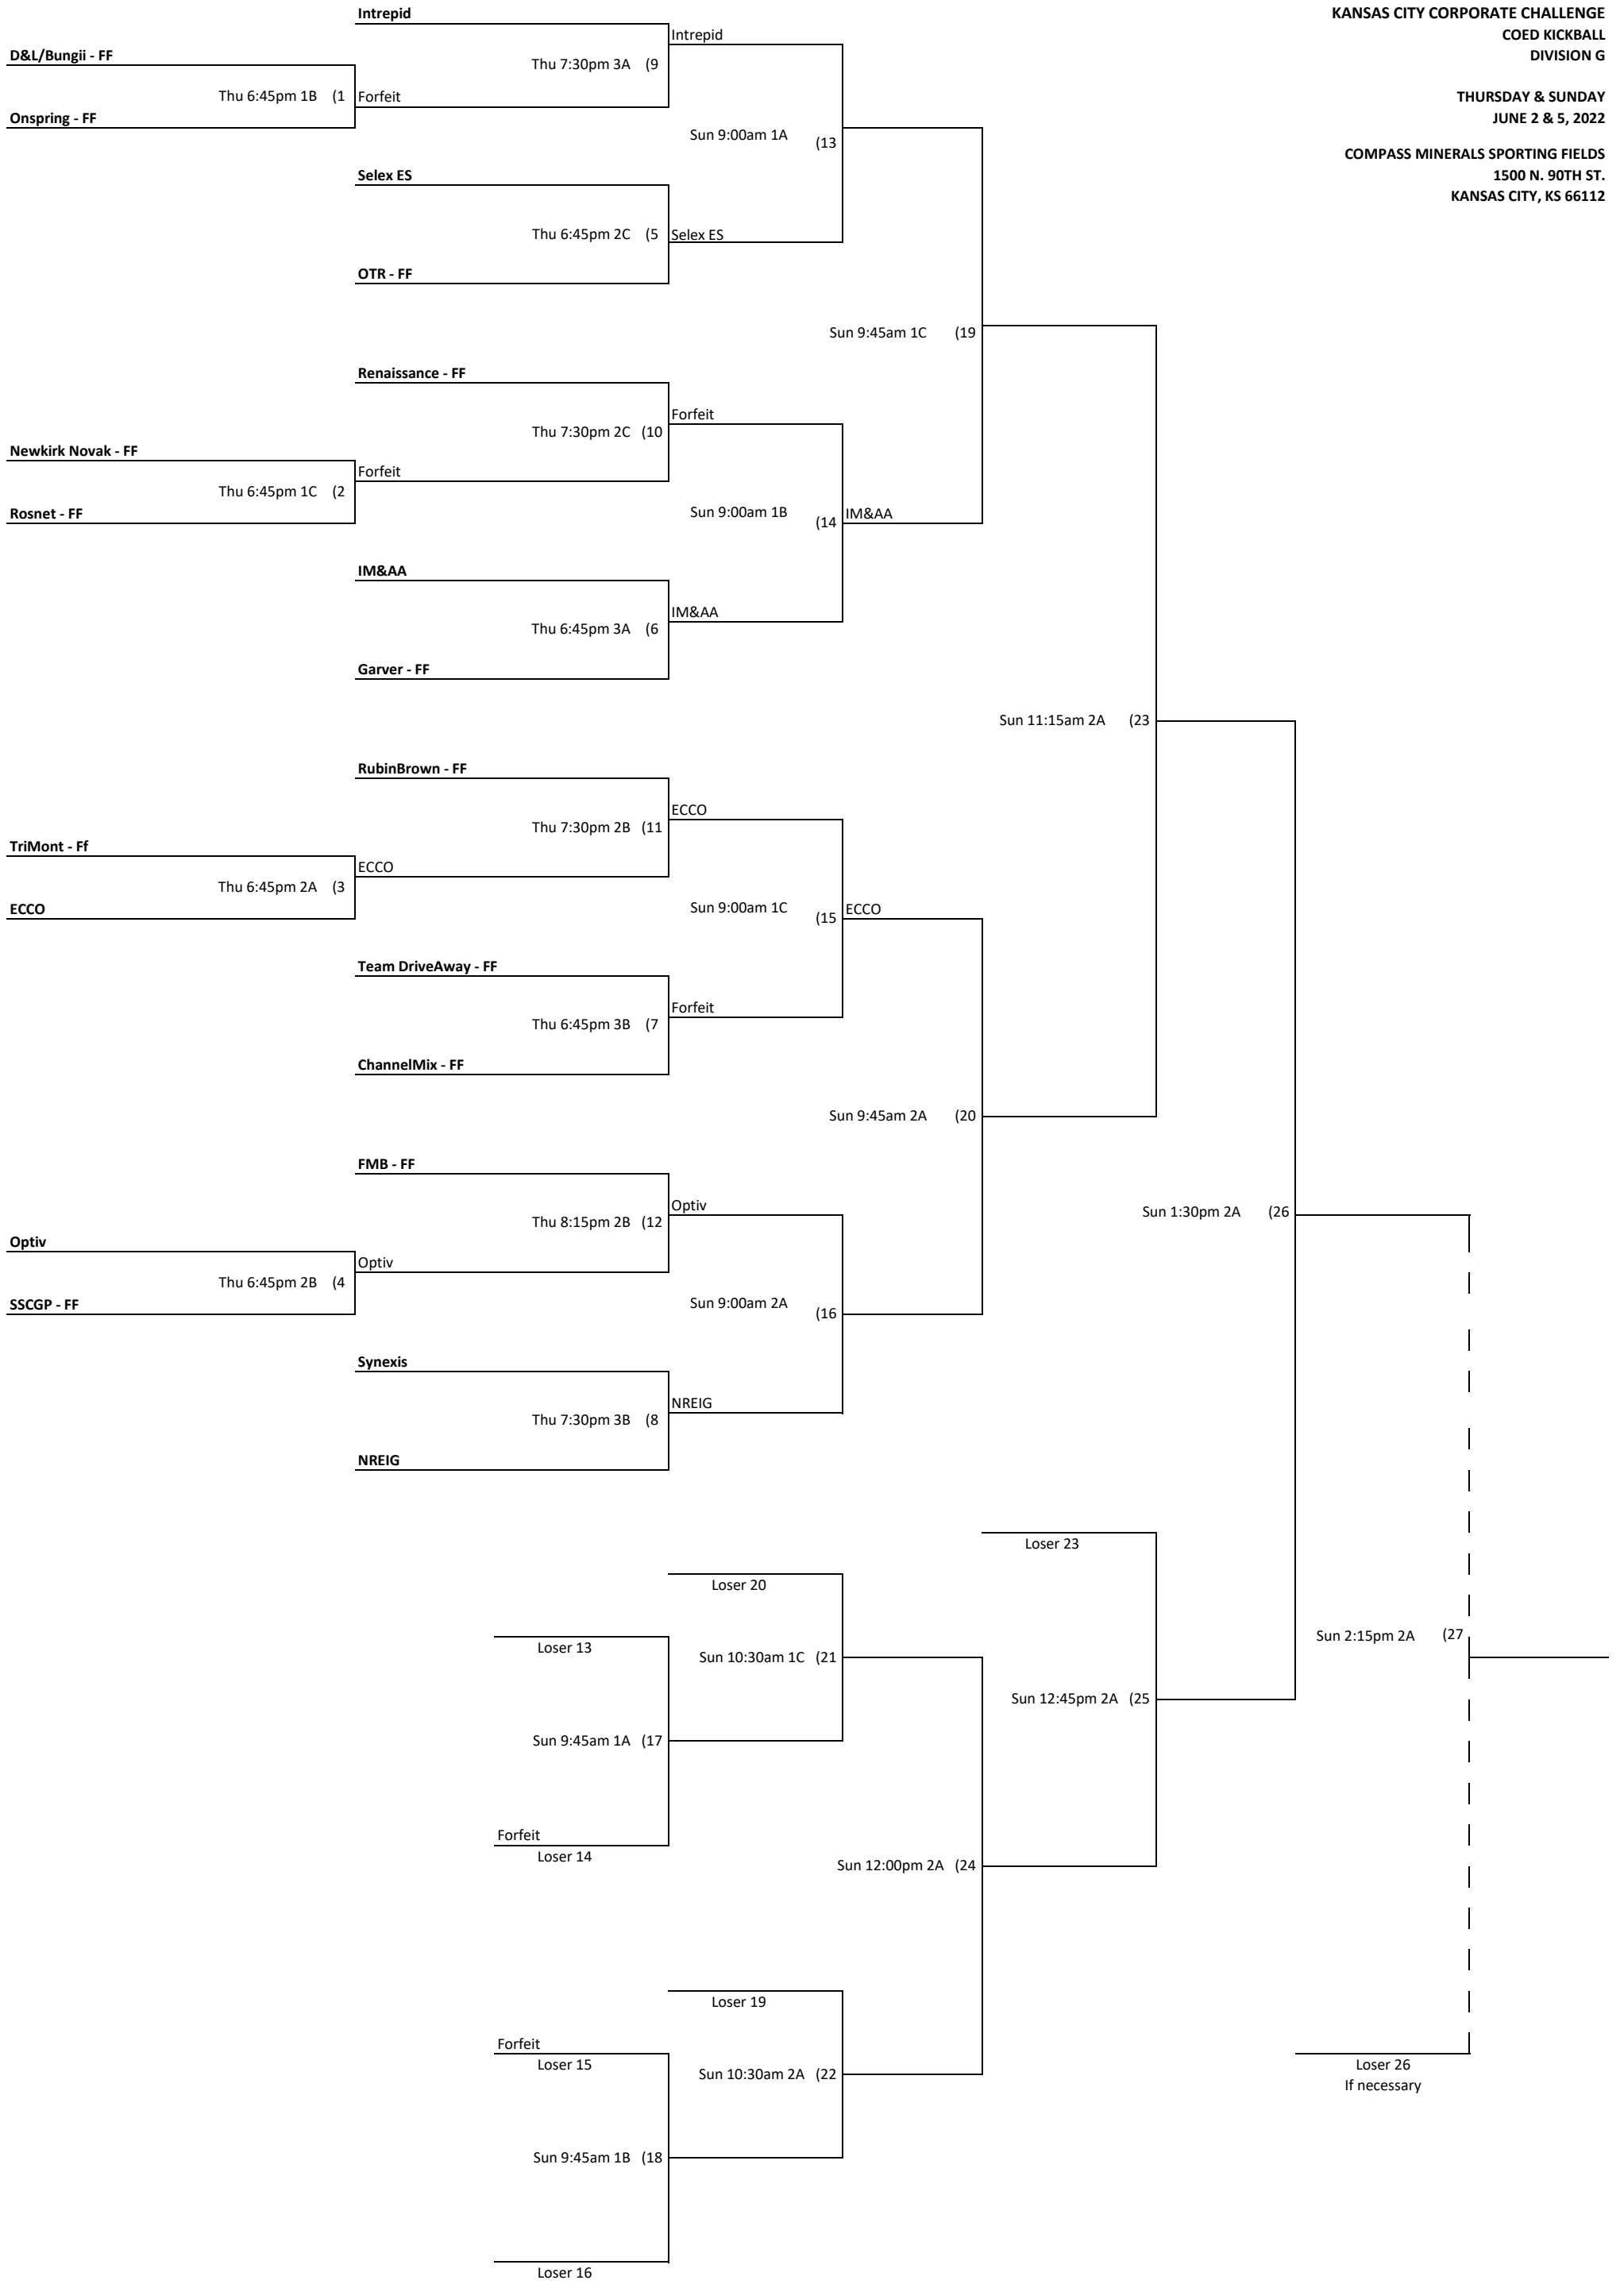 Intrepid
KANSAS CITY CORPORATE CHALLENGE
COED KICKBALL
DIVISION G
THURSDAY & SUNDAY
JUNE 2 & 5, 2022
COMPASS MINERALS SPORTING FIELDS
1500 N. 90TH ST.
KANSAS CITY, KS 66112
Intrepid
D&L/Bungii - FF
Thu 7:30pm 3A (9
Thu 6:45pm 1B (1
Forfeit
Onspring - FF
Sun 9:00am 1A (13
Selex ES
Thu 6:45pm 2C (5
Selex ES
OTR - FF
Sun 9:45am 1C (19
Renaissance - FF
Forfeit
Thu 7:30pm 2C (10
Newkirk Novak - FF
Forfeit
Thu 6:45pm 1C (2
Rosnet - FF
Sun 9:00am 1B (14
IM&AA
IM&AA
IM&AA
Thu 6:45pm 3A (6
Garver - FF
Sun 11:15am 2A (23
RubinBrown - FF
ECCO
Thu 7:30pm 2B (11
TriMont - Ff
ECCO
Thu 6:45pm 2A (3
ECCO
Sun 9:00am 1C (15
ECCO
Team DriveAway - FF
Forfeit
Thu 6:45pm 3B (7
ChannelMix - FF
Sun 9:45am 2A (20
FMB - FF
Optiv
Sun 1:30pm 2A (26
Thu 8:15pm 2B (12
Optiv
Optiv
Thu 6:45pm 2B (4
SSCGP - FF
Sun 9:00am 2A (16
Synexis
NREIG
Thu 7:30pm 3B (8
NREIG
Loser 23
Loser 20
Sun 2:15pm 2A (27
Loser 13
Sun 10:30am 1C (21
Sun 12:45pm 2A (25
Sun 9:45am 1A (17
Forfeit
Loser 14
Sun 12:00pm 2A (24
Loser 19
Forfeit
Loser 15
Loser 26
If necessary
Sun 10:30am 2A (22
Sun 9:45am 1B (18
Loser 16